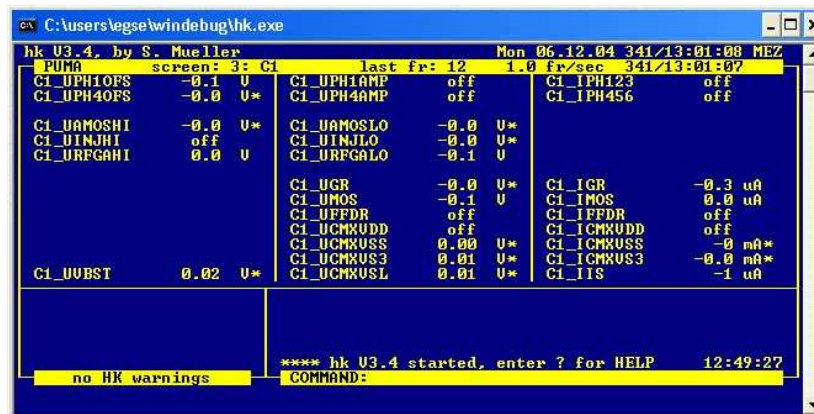 C:\users\egse\windebug\hk.exe
hk V3.4, by S. Mueller Mon 06.12.04 341/13:01:08 MEZ
PUMA screen: 3: C1 last fr: 12 1.0 fr/sec 341/13:01:07
C1_UPH1OFS -0.1 V C1_UPH1AMP off C1_IPH123 off
C1_UPH4OFS -0.0 V* C1_UPH4AMP off C1_IPH456 off
C1_UAMOSHI -0.0 V* C1_UAMOSLO -0.0 V*
C1_UINJHI off C1_UINJLO -0.0 V*
C1_URFGAHI 0.0 V C1_URFGALO -0.1 V
C1_UGR -0.0 V* C1_IGR -0.3 uA
C1_UMOS -0.1 V C1_IMOS 0.0 uA
C1_UFFDR off C1_IFFDR off
C1_UCMXVDD off C1_ICMXVDD off
C1_UCMXVSS 0.00 V* C1_ICMXVSS -0 mA*
C1_UCMXVS3 0.01 V* C1_ICMXVS3 -0.0 mA*
C1_UVBST 0.02 V* C1_UCMXVSL 0.01 V* C1_IIS -1 uA
**** hk V3.4 started, enter ? for HELP 12:49:27
no HK warnings COMMAND: